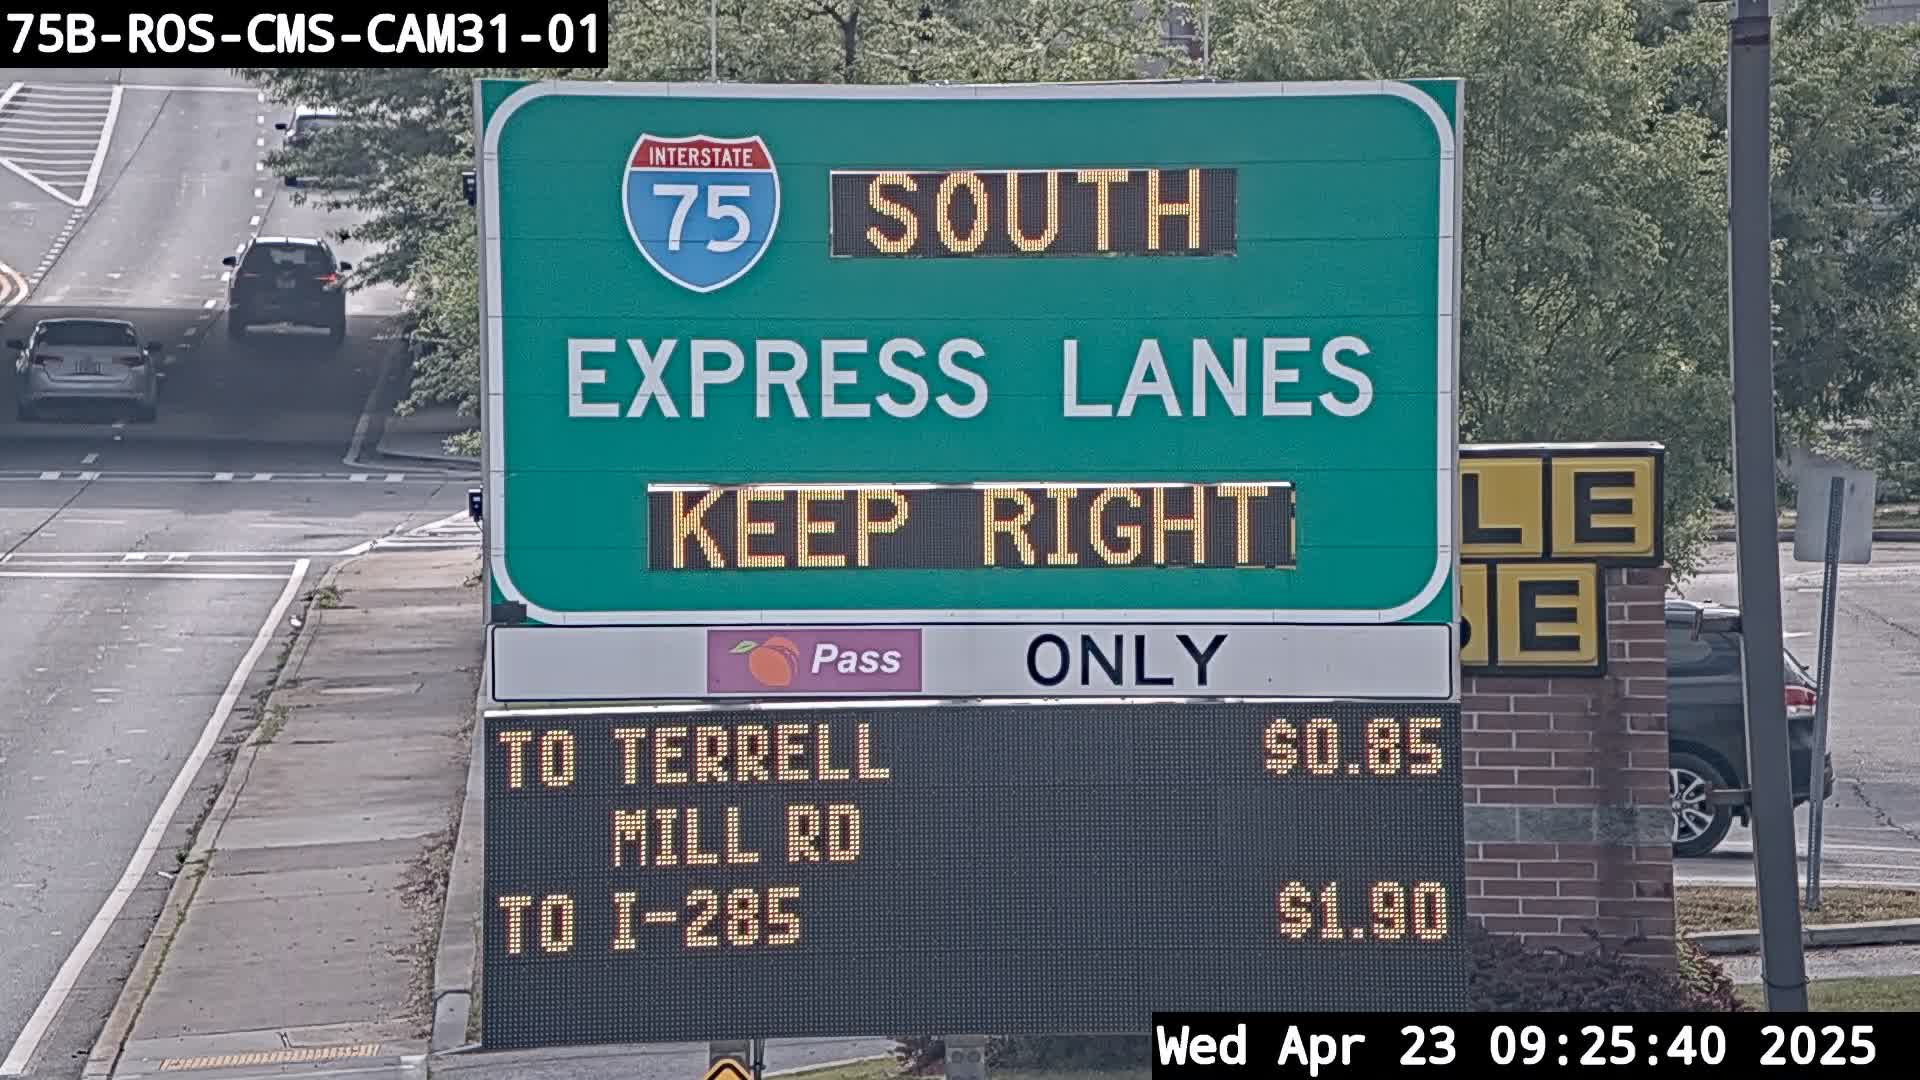 75B-ROS-CMS-CAM31-01
INTERSTATE
75
SOUTH
EXPRESS LANES
KEEP RIGHT
Pass ONLY
TO TERRELL $0.85
MILL RD
TO I-285 $1.90
LE
E
Wed Apr 23 09:25:40 2025